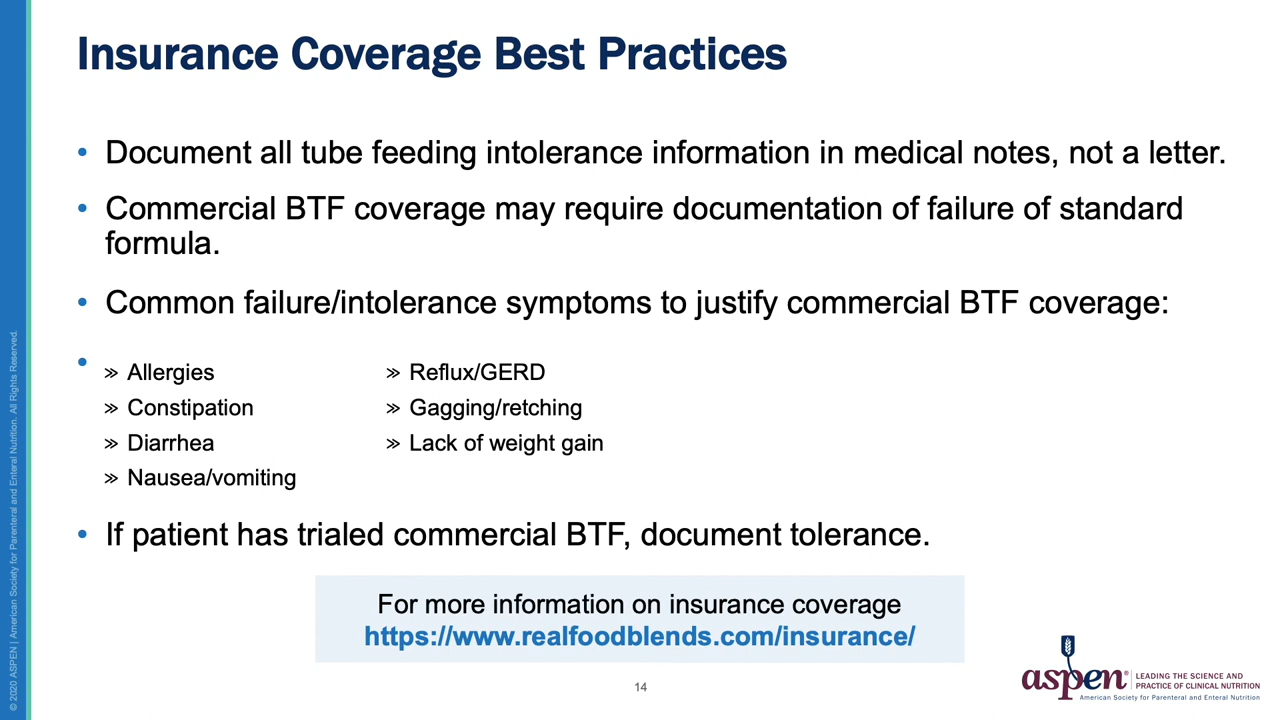 Insurance Coverage Best Practices
• Document all tube feeding intolerance information in medical notes, not a letter.
• Commercial BTF coverage may require documentation of failure of standard
formula.
• Common failure/intolerance symptoms to justify commercial BTF coverage:
•
» Allergies
» Constipation
» Diarrhea
» Nausea/vomiting
» Reflux/GERD
» Gagging/retching
» Lack of weight gain
• If patient has trialed commercial BTF, document tolerance.
For more information on insurance coverage
https://www.realfoodblends.com/insurance/
14
© 2020 ASPEN | American Society for Parenteral and Enteral Nutrition. All Rights Reserved.
aspen®
LEADING THE SCIENCE AND
PRACTICE OF CLINICAL NUTRITION
American Society for Parenteral and Enteral Nutrition